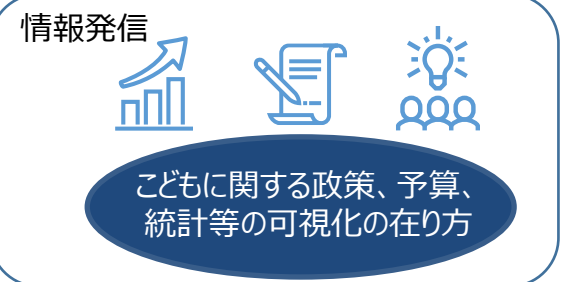 情報発信
こどもに関する政策、予算、
統計等の可視化の在り方